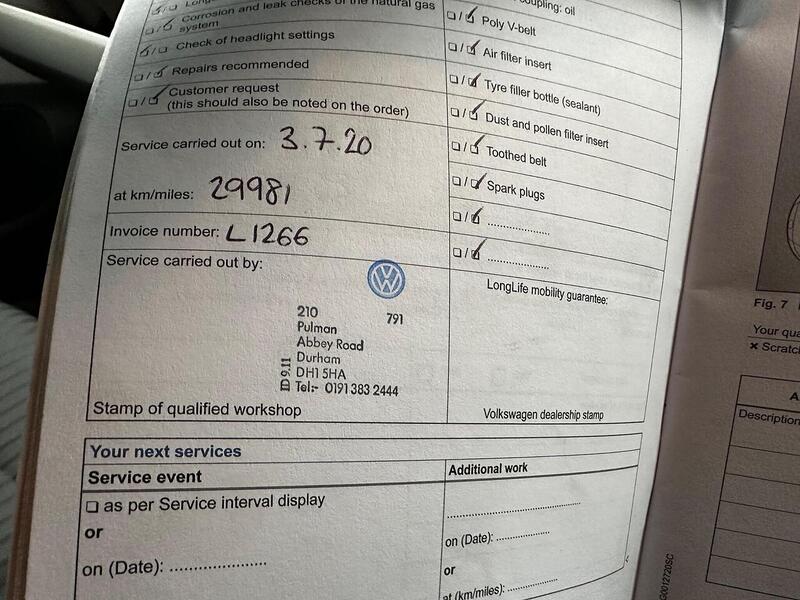 Corrosion and leak checks of the natural gas
system
Check of headlight settings
Repairs recommended
Customer request
(this should also be noted on the order)
Service carried out on: 3.7.20
at km/miles: 29981
Invoice number: L1266
Service carried out by:
210 791
Pulman
Abbey Road
Durham
DH1 5HA
Tel:- 0191 383 2444
ID 9.11
Stamp of qualified workshop
coupling: oil
Poly V-belt
Air filter insert
Tyre filler bottle (sealant)
Dust and pollen filter insert
Toothed belt
Spark plugs
....................
....................
LongLife mobility guarantee:
Volkswagen dealership stamp
Your next services
Service event
as per Service interval display
or
on (Date): ....................
Additional work
....................
on (Date): ....................
or
at (km/miles): ....................
Fig. 7
Your qua
× Scratc
A
Description